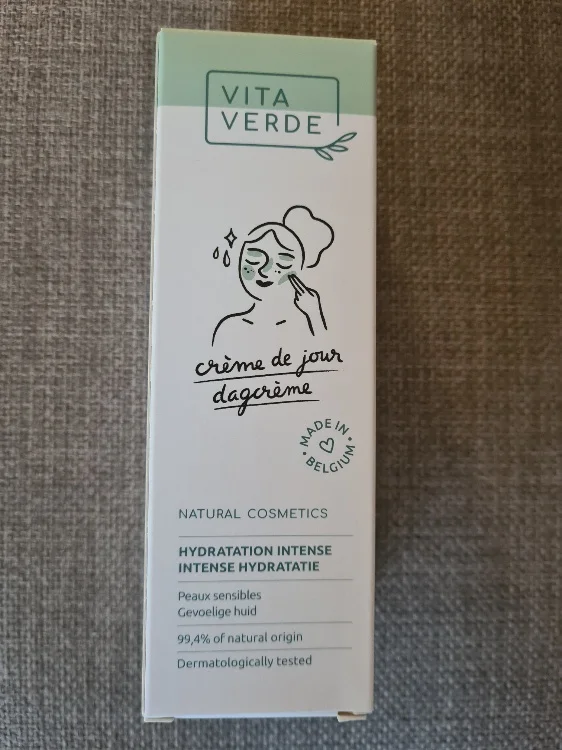 VITA
VERDE
crème de jour
dagcrème
• MADE IN •
BELGIUM
NATURAL COSMETICS
HYDRATATION INTENSE
INTENSE HYDRATATIE
Peaux sensibles
Gevoelige huid
99,4% of natural origin
Dermatologically tested